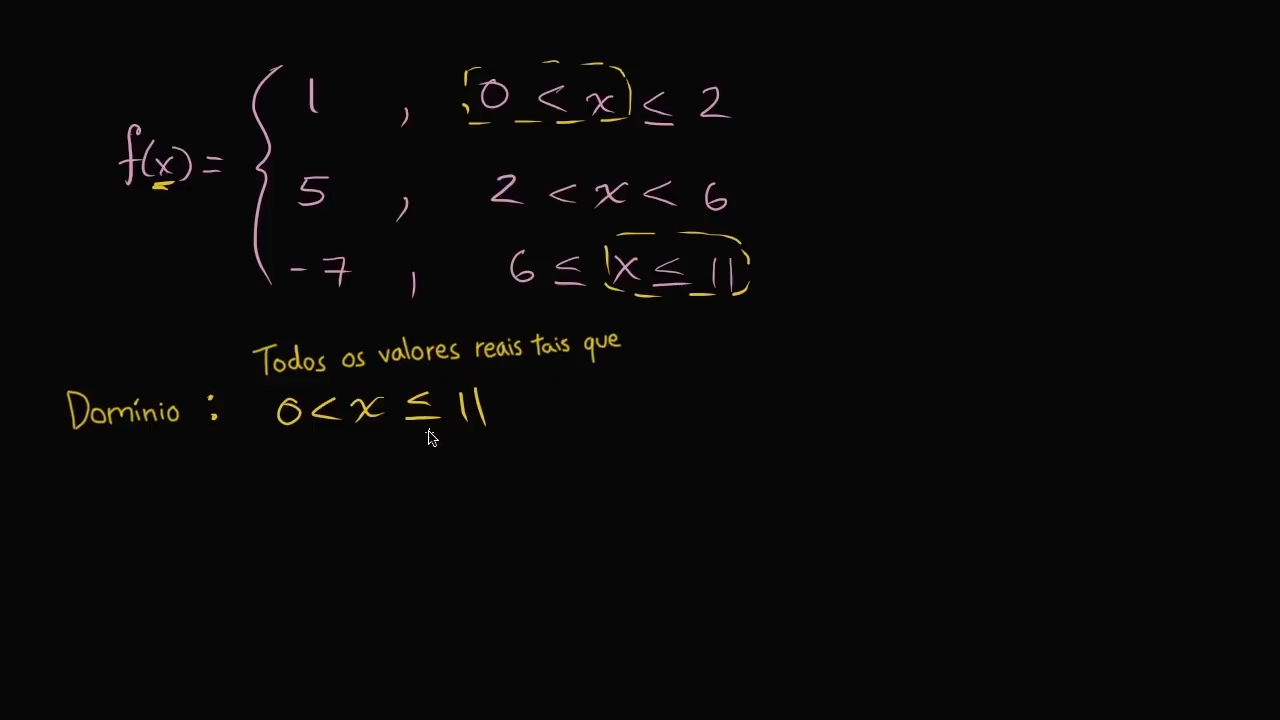 1 , 0 < x ≤ 2
f(x) = { 5 , 2 < x < 6
-7 , 6 ≤ x ≤ 11
Todos os valores reais tais que
Domínio : 0 < x ≤ 11